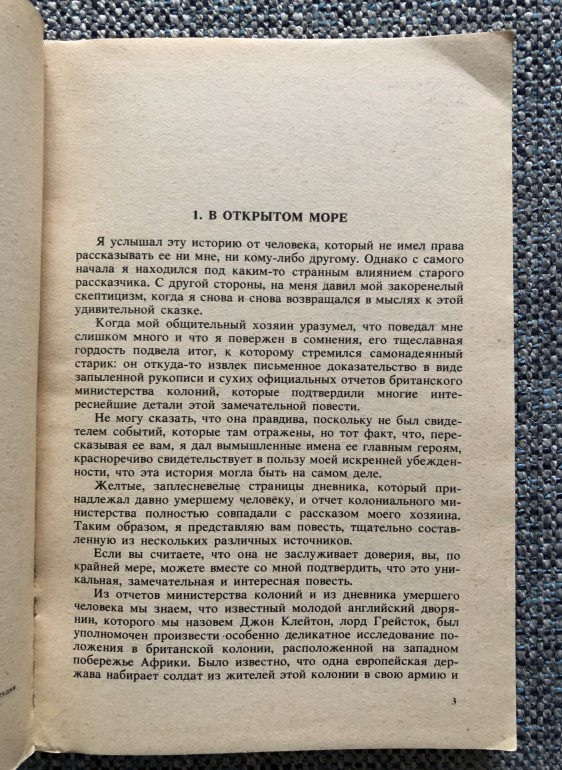 1. В ОТКРЫТОМ МОРЕ
Я услышал эту историю от человека, который не имел права
рассказывать ее ни мне, ни кому-либо другому. Однако с самого
начала я находился под каким-то странным влиянием старого
рассказчика. С другой стороны, на меня давил мой закоренелый
скептицизм, когда я снова и снова возвращался в мыслях к этой
удивительной сказке.
Когда мой общительный хозяин уразумел, что поведал мне
слишком много и что я повержен в сомнения, его тщеславная
гордость подвела итог, к которому стремился самонадеянный
старик: он откуда-то извлек письменное доказательство в виде
запыленной рукописи и сухих официальных отчетов британского
министерства колоний, которые подтвердили многие инте-
реснейшие детали этой замечательной повести.
Не могу сказать, что она правдива, поскольку не был свиде-
телем событий, которые там отражены, но тот факт, что, пере-
сказывая ее вам, я дал вымышленные имена ее главным героям,
красноречиво свидетельствует в пользу моей искренней убежден-
ности, что эта история могла быть на самом деле.
Желтые, заплесневелые страницы дневника, который при-
надлежал давно умершему человеку, и отчет колониального ми-
нистерства полностью совпадали с рассказом моего хозяина.
Таким образом, я представляю вам повесть, тщательно состав-
ленную из нескольких различных источников.
Если вы считаете, что она не заслуживает доверия, вы, по
крайней мере, можете вместе со мной подтвердить, что это уни-
кальная, замечательная и интересная повесть.
Из отчетов министерства колоний и из дневника умершего
человека мы знаем, что известный молодой английский дворя-
нин, которого мы назовем Джон Клейтон, лорд Грейсток, был
уполномочен произвести особенно деликатное исследование по-
ложения в британской колонии, расположенной на западном
побережье Африки. Было известно, что одна европейская дер-
жава набирает солдат из жителей этой колонии в свою армию и
3